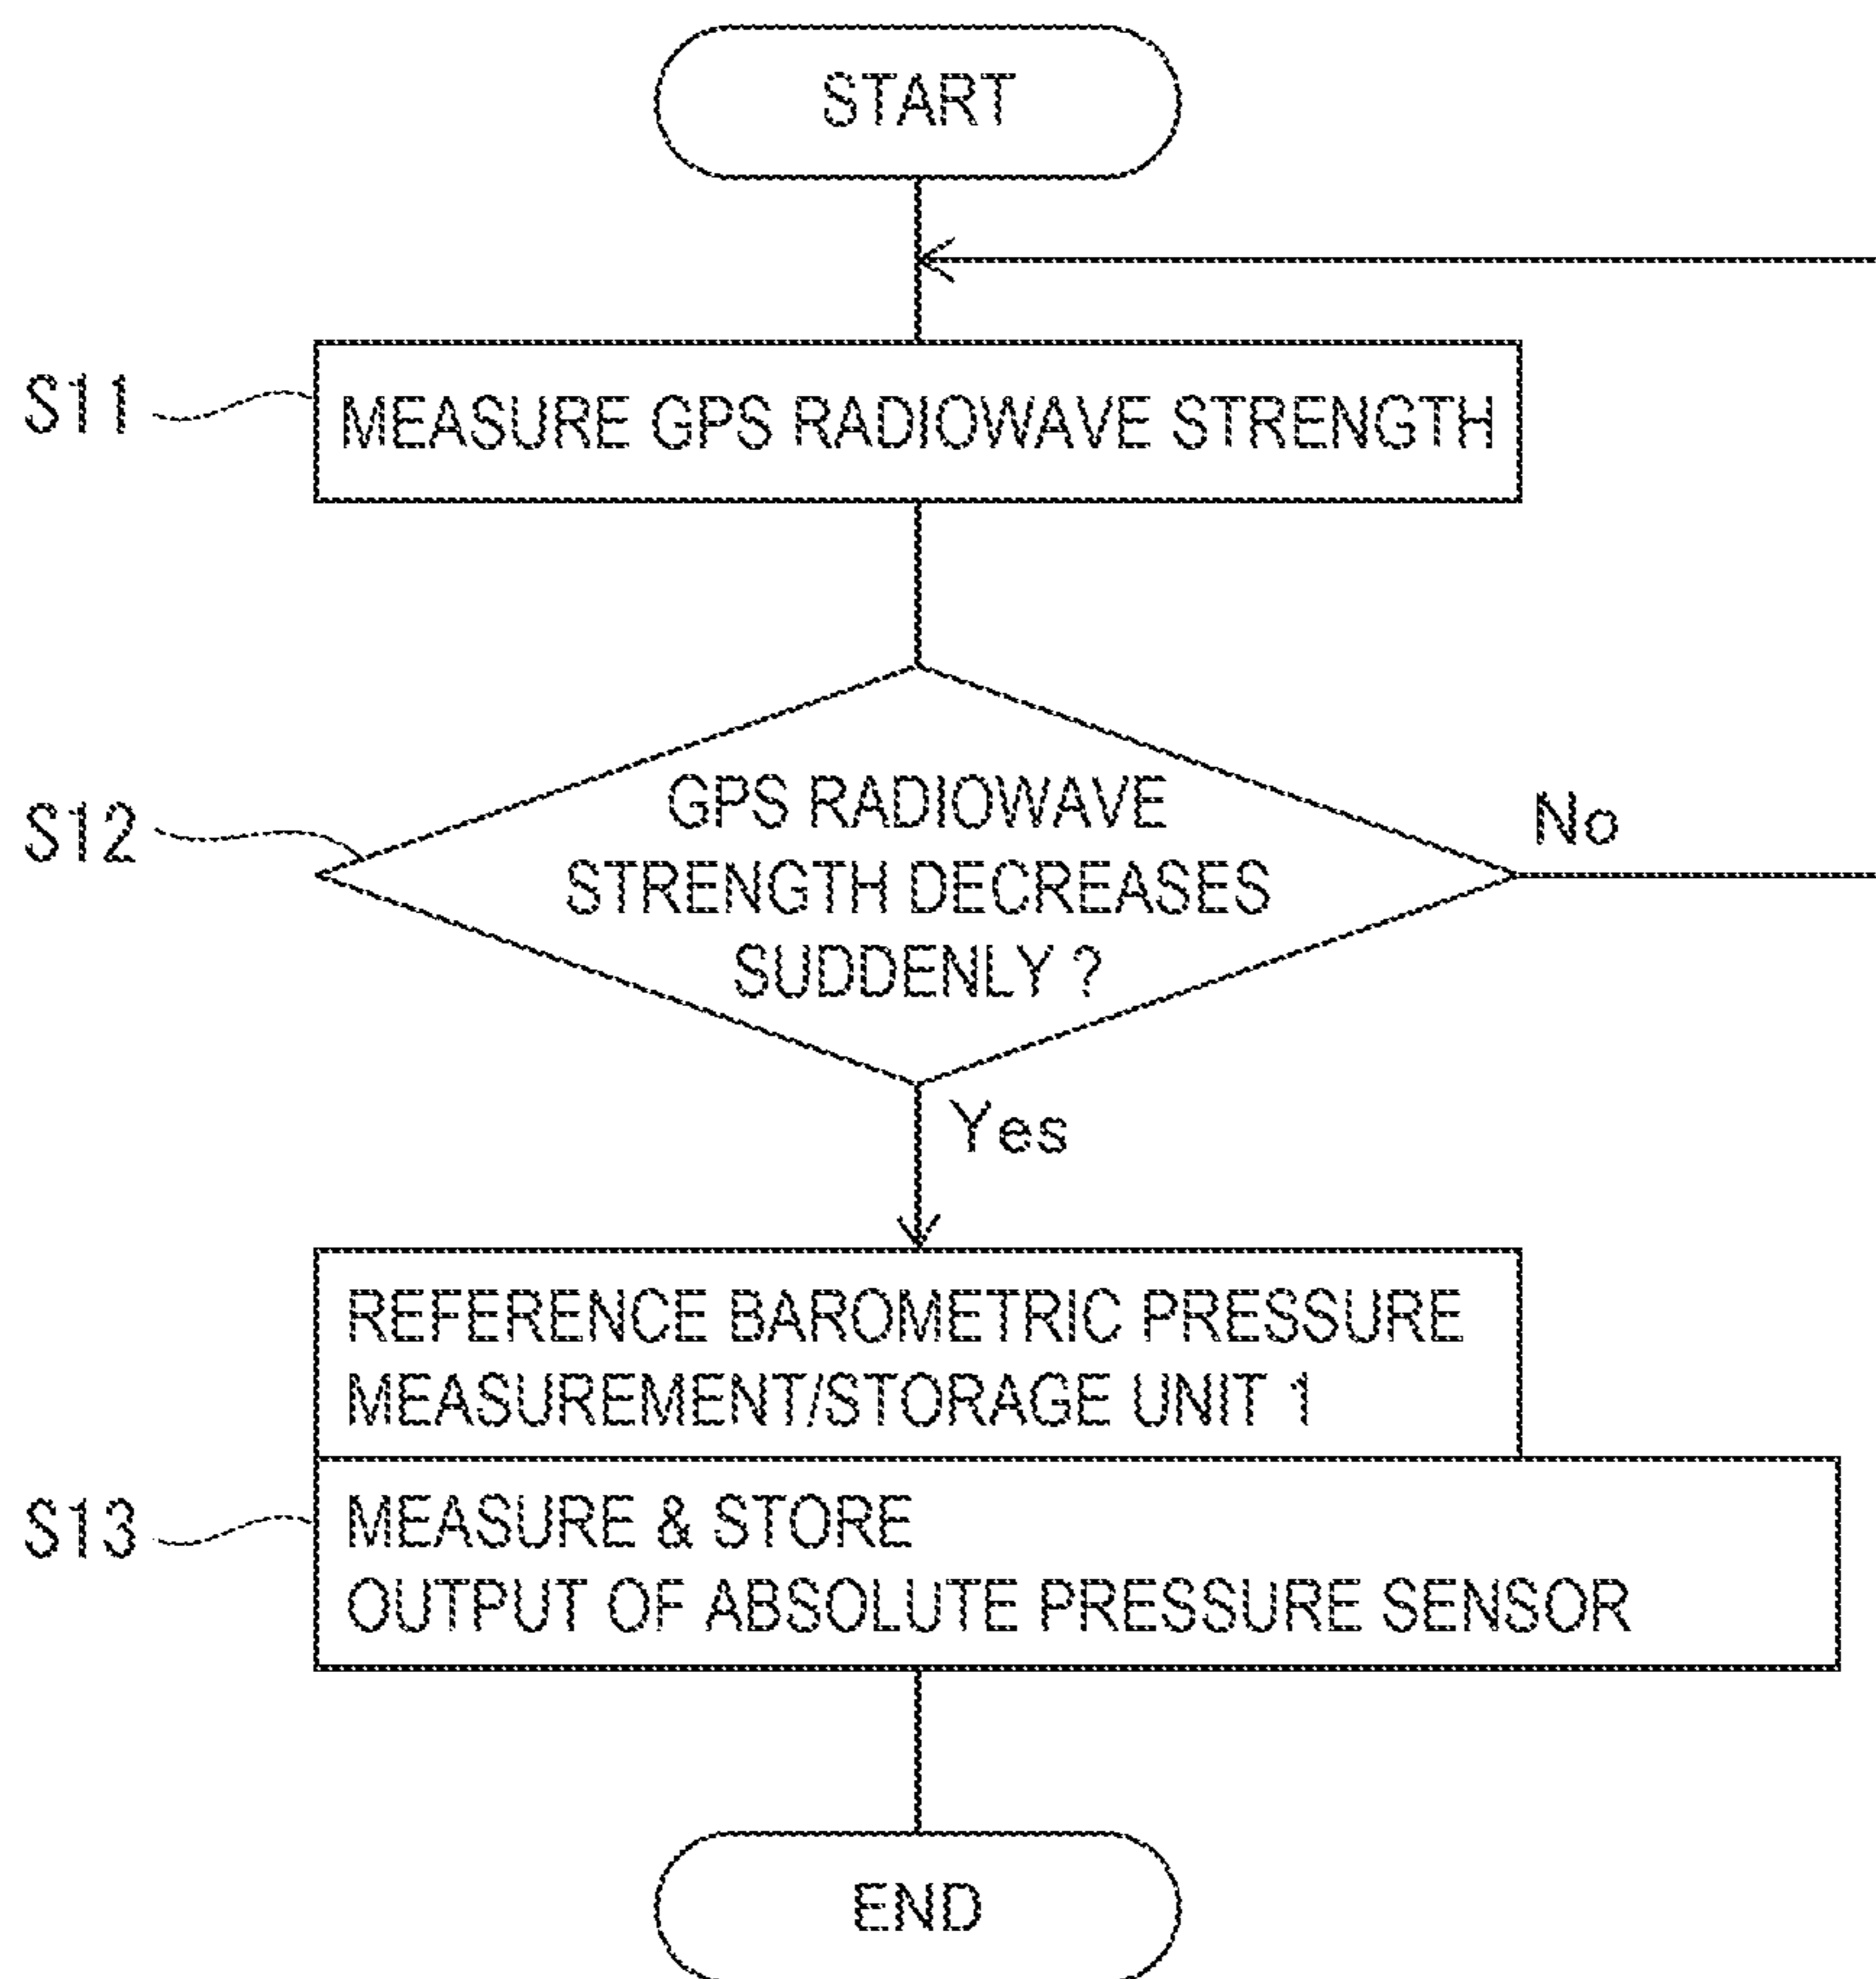 START
S11
MEASURE GPS RADIOWAVE STRENGTH
S12
GPS RADIOWAVE
STRENGTH DECREASES
SUDDENLY ?
No
Yes
REFERENCE BAROMETRIC PRESSURE
MEASUREMENT/STORAGE UNIT 1
S13
MEASURE & STORE
OUTPUT OF ABSOLUTE PRESSURE SENSOR
END